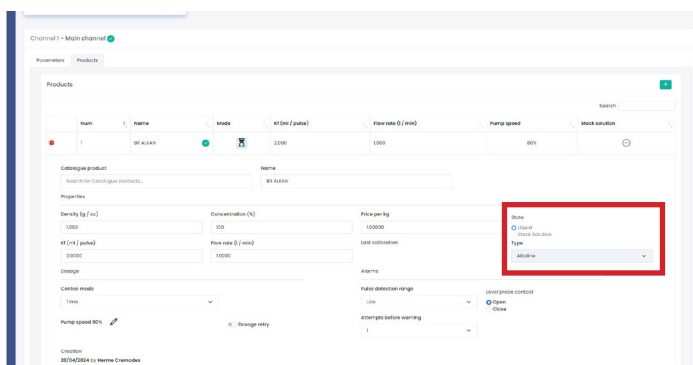 Channel 1 - Main channel
Parameters Products
Products
+
Search
Num Name Mode Kf (ml / pulse) Flow rate (l / min) Pump speed Stock solution
1 BR ALKAN 2,000 1,000 80%
Catalogue product Name
Search for Catalogue products... BR ALKAN
Properties
Density (g / cc) Concentration (%) Price per kg State
1.000 100 1.00000 Liquid
Stock Solution
Kf (ml / pulse) Flow rate (l / min) Last calibration Type
2.0000 1.0000 Alkaline
Dosage Alarms
Control mode Pulse detection range Level probe contact
Time Low Open
Close
Pump speed 80% Dosage retry Attempts before warning
1
Creation
30/04/2024 by Herme Cremades